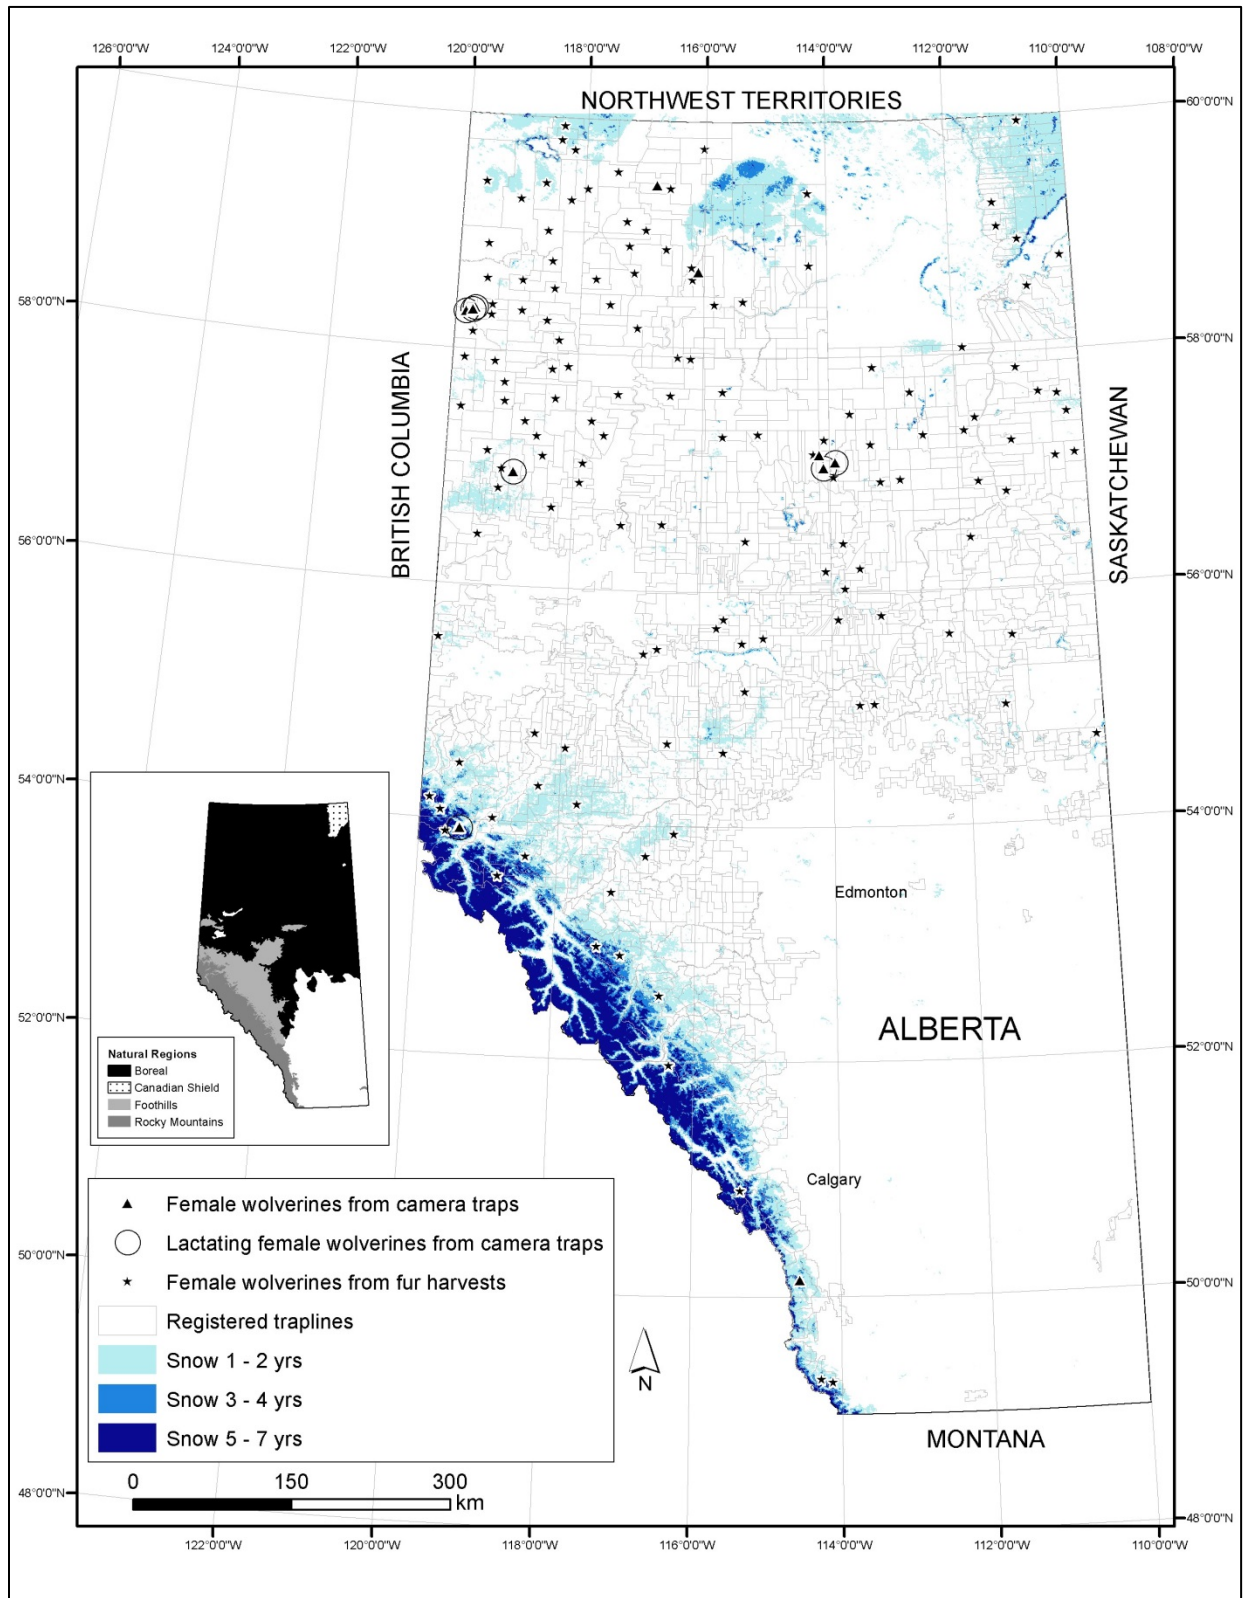 126°0'0"W 124°0'0"W 122°0'0"W 120°0'0"W 118°0'0"W 116°0'0"W 114°0'0"W 112°0'0"W 110°0'0"W 108°0'0"W
60°0'0"N
NORTHWEST TERRITORIES
58°0'0"N
58°0'0"N
BRITISH COLUMBIA
SASKATCHEWAN
56°0'0"N
56°0'0"N
54°0'0"N
54°0'0"N
Edmonton
52°0'0"N
ALBERTA
52°0'0"N
Natural Regions
Boreal
Canadian Shield
Foothills
Rocky Mountains
Calgary
Female wolverines from camera traps
Lactating female wolverines from camera traps
Female wolverines from fur harvests
Registered traplines
Snow 1 - 2 yrs
Snow 3 - 4 yrs
Snow 5 - 7 yrs
50°0'0"N
50°0'0"N
N
MONTANA
0 150 300
km
48°0'0"N
48°0'0"N
122°0'0"W 120°0'0"W 118°0'0"W 116°0'0"W 114°0'0"W 112°0'0"W 110°0'0"W